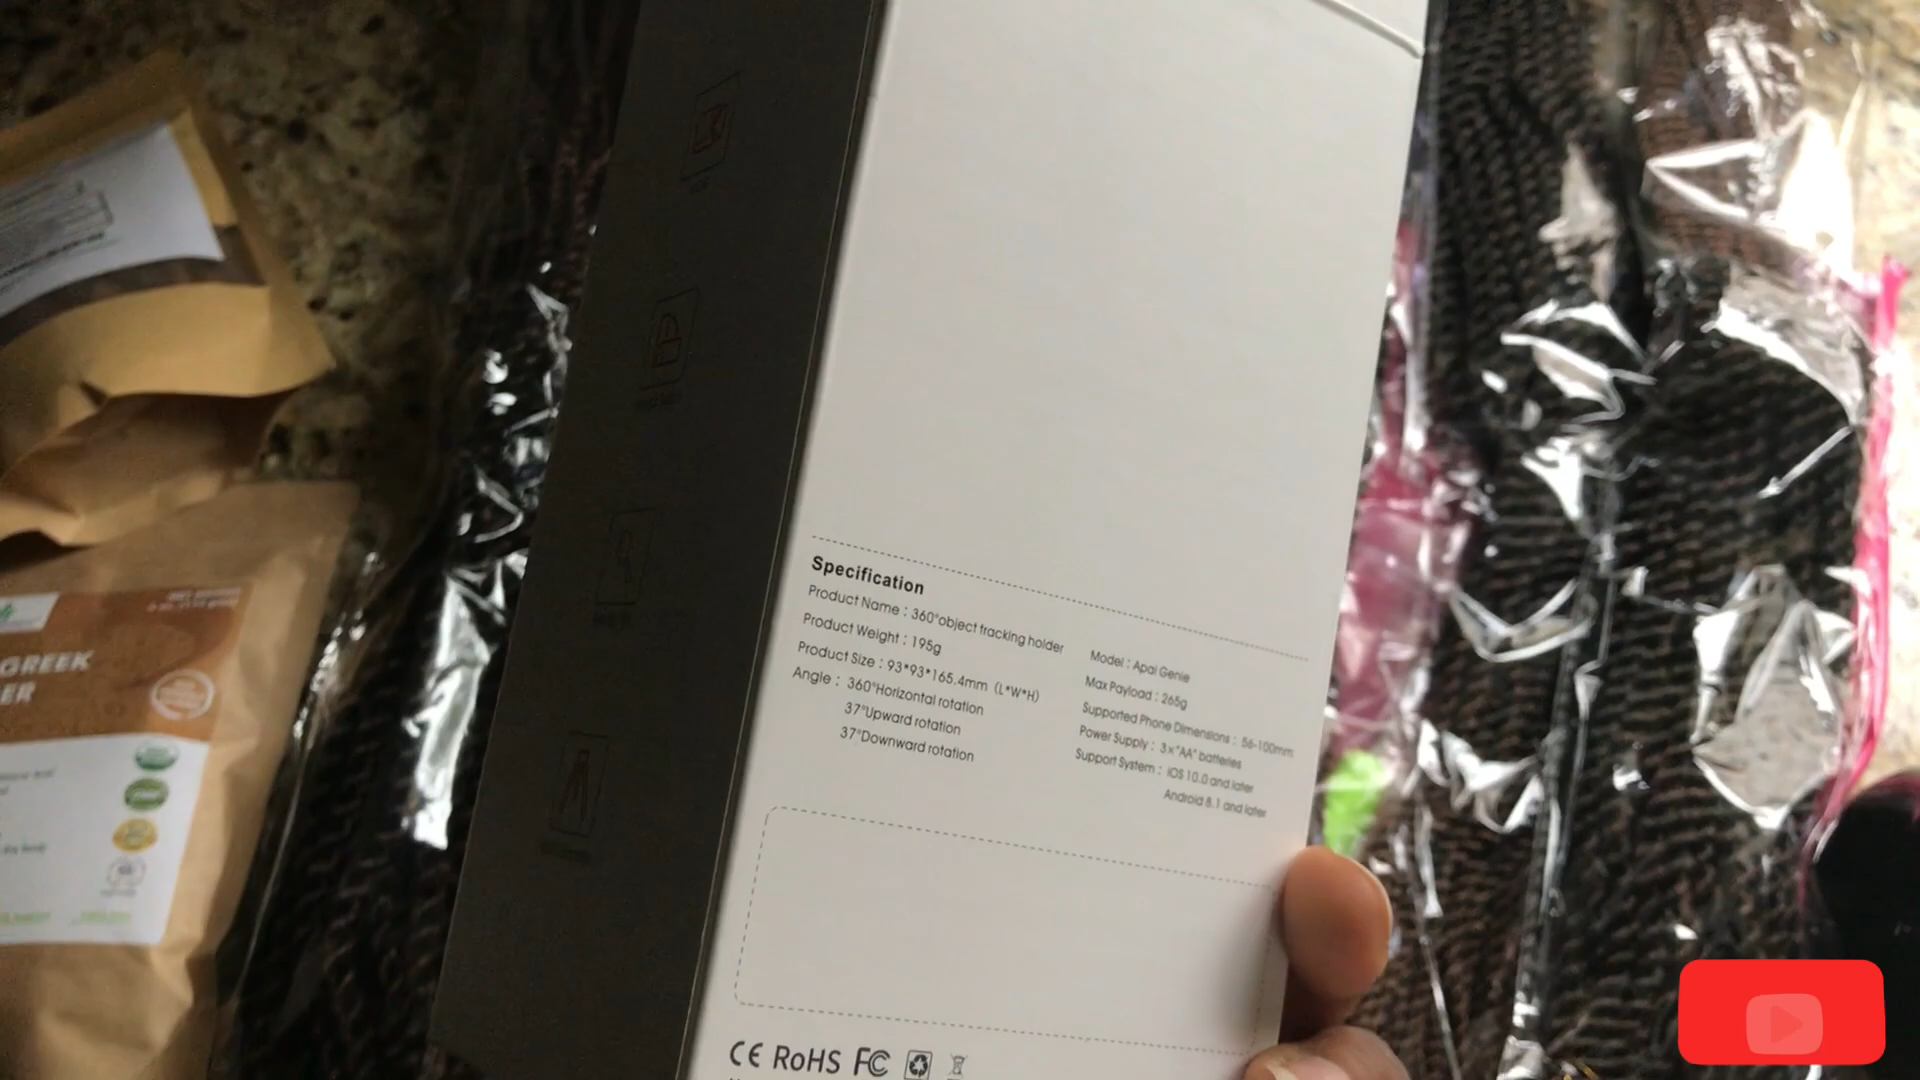 Specification
Product Name : 360°object tracking holder
Product Weight : 195g
Product Size : 93*93*165.4mm (L*W*H)
Angle : 360°Horizontal rotation
37°Upward rotation
37°Downward rotation
Model : Apai Genie
Max Payload : 265g
Supported Phone Dimensions : 56-100mm
Power Supply : 3×"AA" batteries
Support System : iOS 10.0 and later
Android 8.1 and later
CE RoHS FC
GREEK